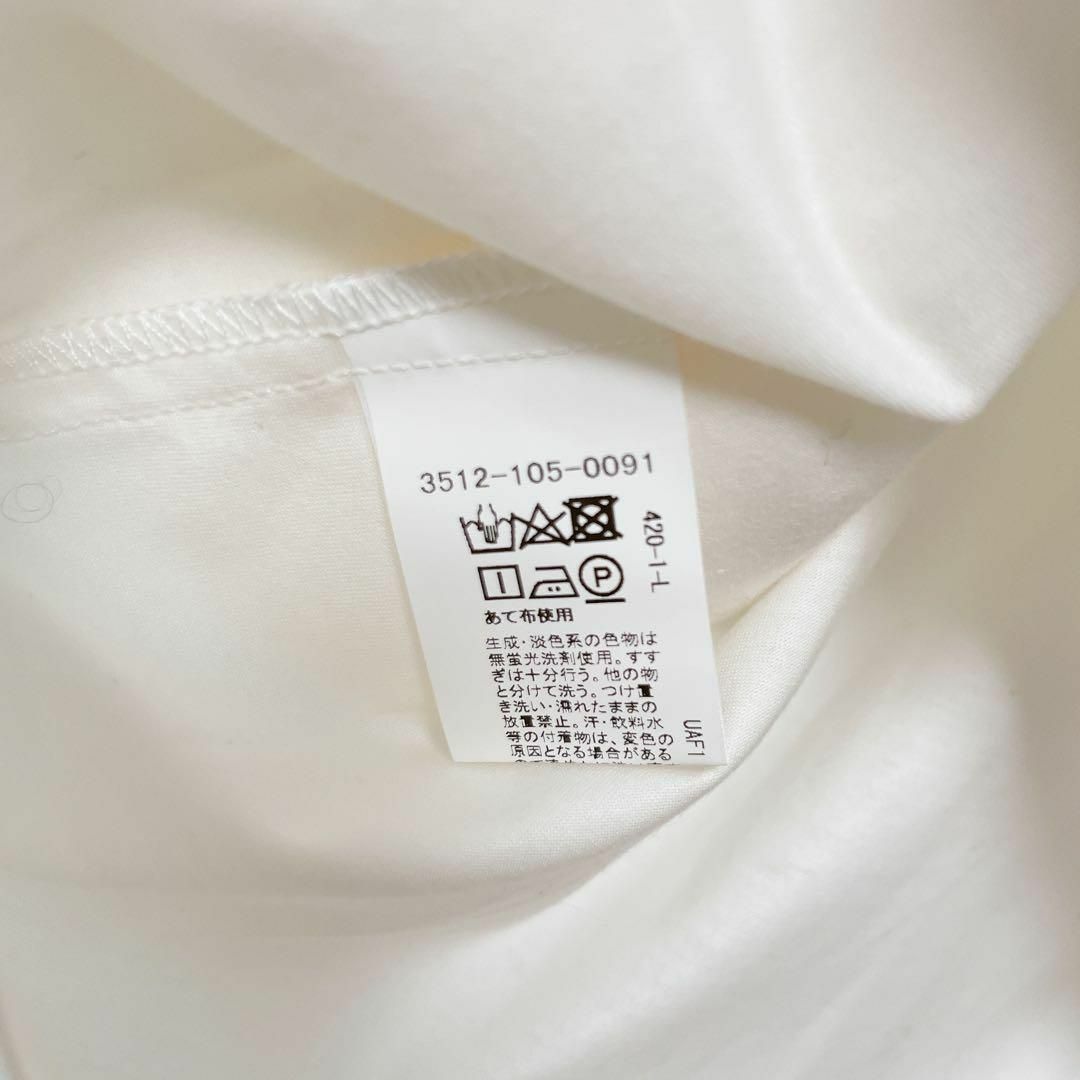 3512-105-0091
420-1-L
P
あて布使用
生成・淡色系の色物は
無蛍光洗剤使用。すす
ぎは十分行う。他の物
と分けて洗う。つけ置
き洗い・濡れたままの
放置禁止。汗・飲料水
等の付着物は、変色の
原因となる場合がある
UAF1